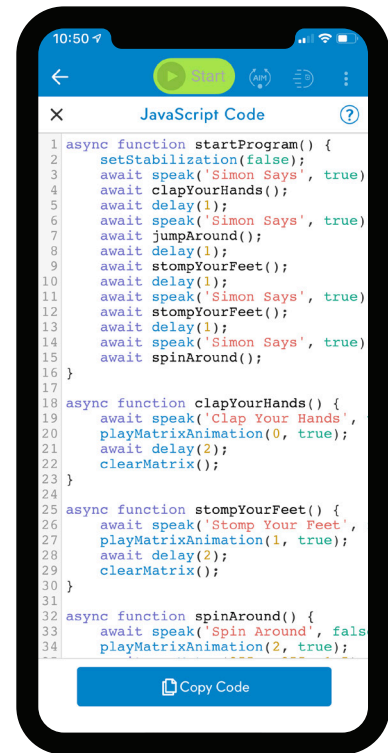 10:50
Start
AIM
JavaScript Code
?
1 async function startProgram() {
2 setStabilization(false);
3 await speak('Simon Says', true)
4 await clapYourHands();
5 await delay(1);
6 await speak('Simon Says', true)
7 await jumpAround();
8 await delay(1);
9 await stompYourFeet();
10 await delay(1);
11 await speak('Simon Says', true)
12 await stompYourFeet();
13 await delay(1);
14 await speak('Simon Says', true)
15 await spinAround();
16 }
17
18 async function clapYourHands() {
19 await speak('Clap Your Hands',
20 playMatrixAnimation(0, true);
21 await delay(2);
22 clearMatrix();
23 }
24
25 async function stompYourFeet() {
26 await speak('Stomp Your Feet',
27 playMatrixAnimation(1, true);
28 await delay(2);
29 clearMatrix();
30 }
31
32 async function spinAround() {
33 await speak('Spin Around', fals
34 playMatrixAnimation(2, true);
Copy Code